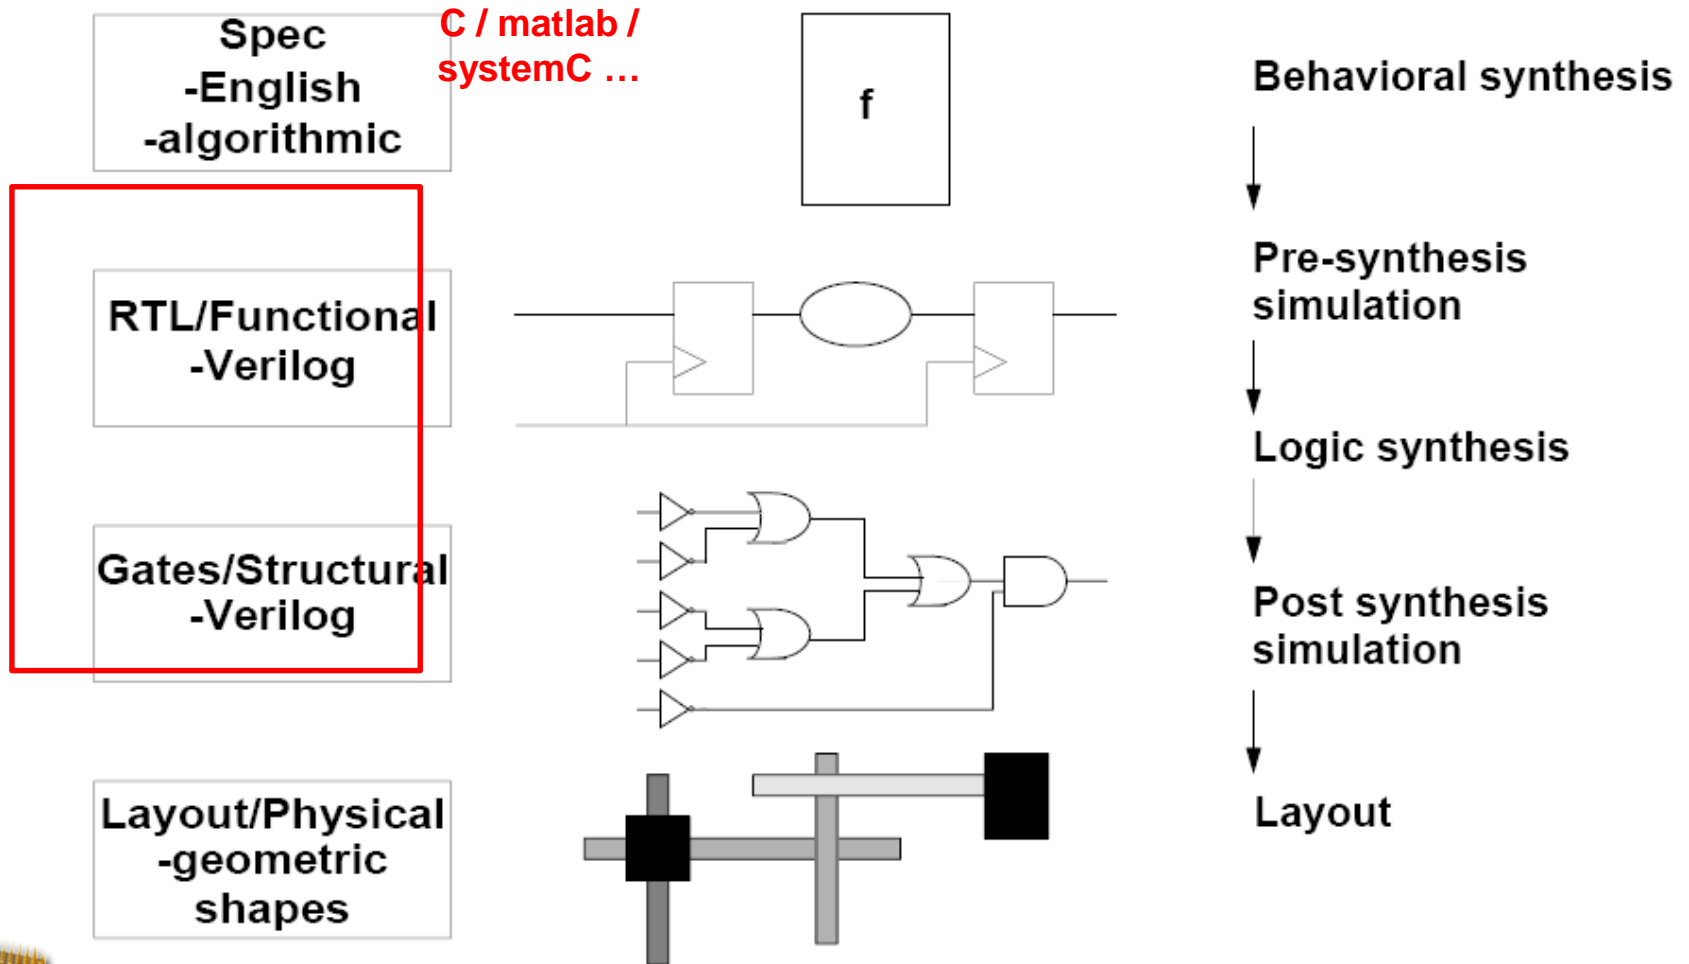 Spec
-English
-algorithmic
C / matlab /
systemC …
f
Behavioral synthesis
RTL/Functional
-Verilog
Pre-synthesis
simulation
Logic synthesis
Gates/Structural
-Verilog
Post synthesis
simulation
Layout/Physical
-geometric
shapes
Layout